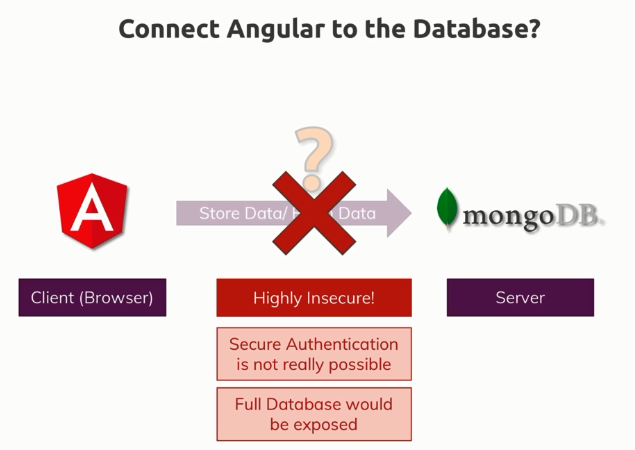 Connect Angular to the Database?
?
A
Store Data/ Data
mongoDB.
Client (Browser)
Highly Insecure!
Server
Secure Authentication
is not really possible
Full Database would
be exposed